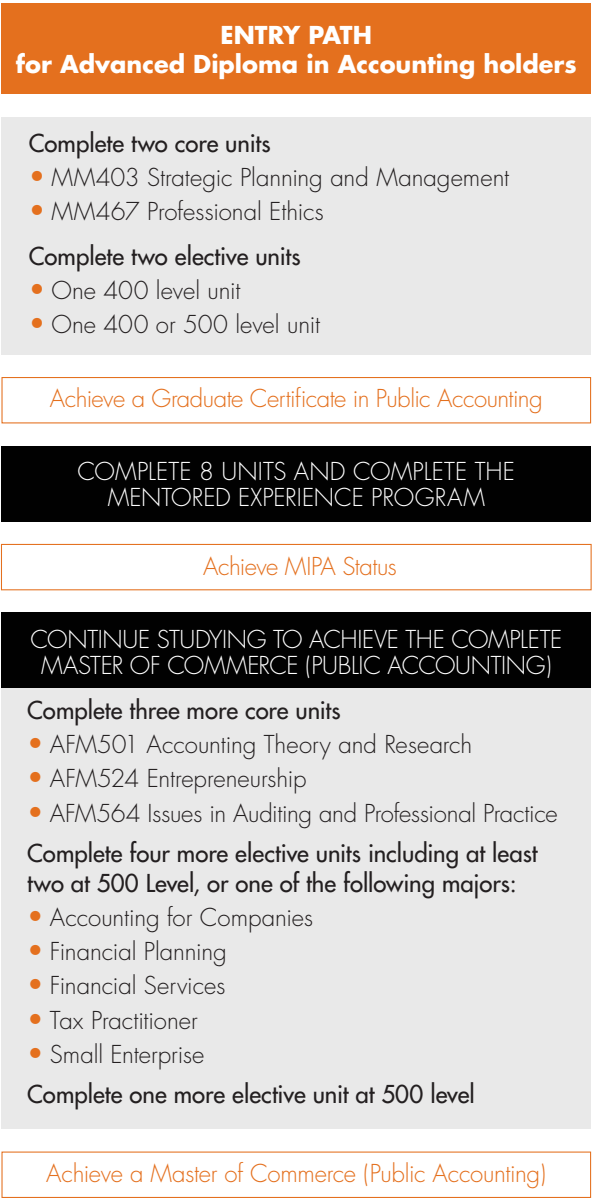 ENTRY PATH
for Advanced Diploma in Accounting holders
Complete two core units
• MM403 Strategic Planning and Management
• MM467 Professional Ethics
Complete two elective units
• One 400 level unit
• One 400 or 500 level unit
Achieve a Graduate Certificate in Public Accounting
COMPLETE 8 UNITS AND COMPLETE THE
MENTORED EXPERIENCE PROGRAM
Achieve MIPA Status
CONTINUE STUDYING TO ACHIEVE THE COMPLETE
MASTER OF COMMERCE (PUBLIC ACCOUNTING)
Complete three more core units
• AFM501 Accounting Theory and Research
• AFM524 Entrepreneurship
• AFM564 Issues in Auditing and Professional Practice
Complete four more elective units including at least
two at 500 Level, or one of the following majors:
• Accounting for Companies
• Financial Planning
• Financial Services
• Tax Practitioner
• Small Enterprise
Complete one more elective unit at 500 level
Achieve a Master of Commerce (Public Accounting)